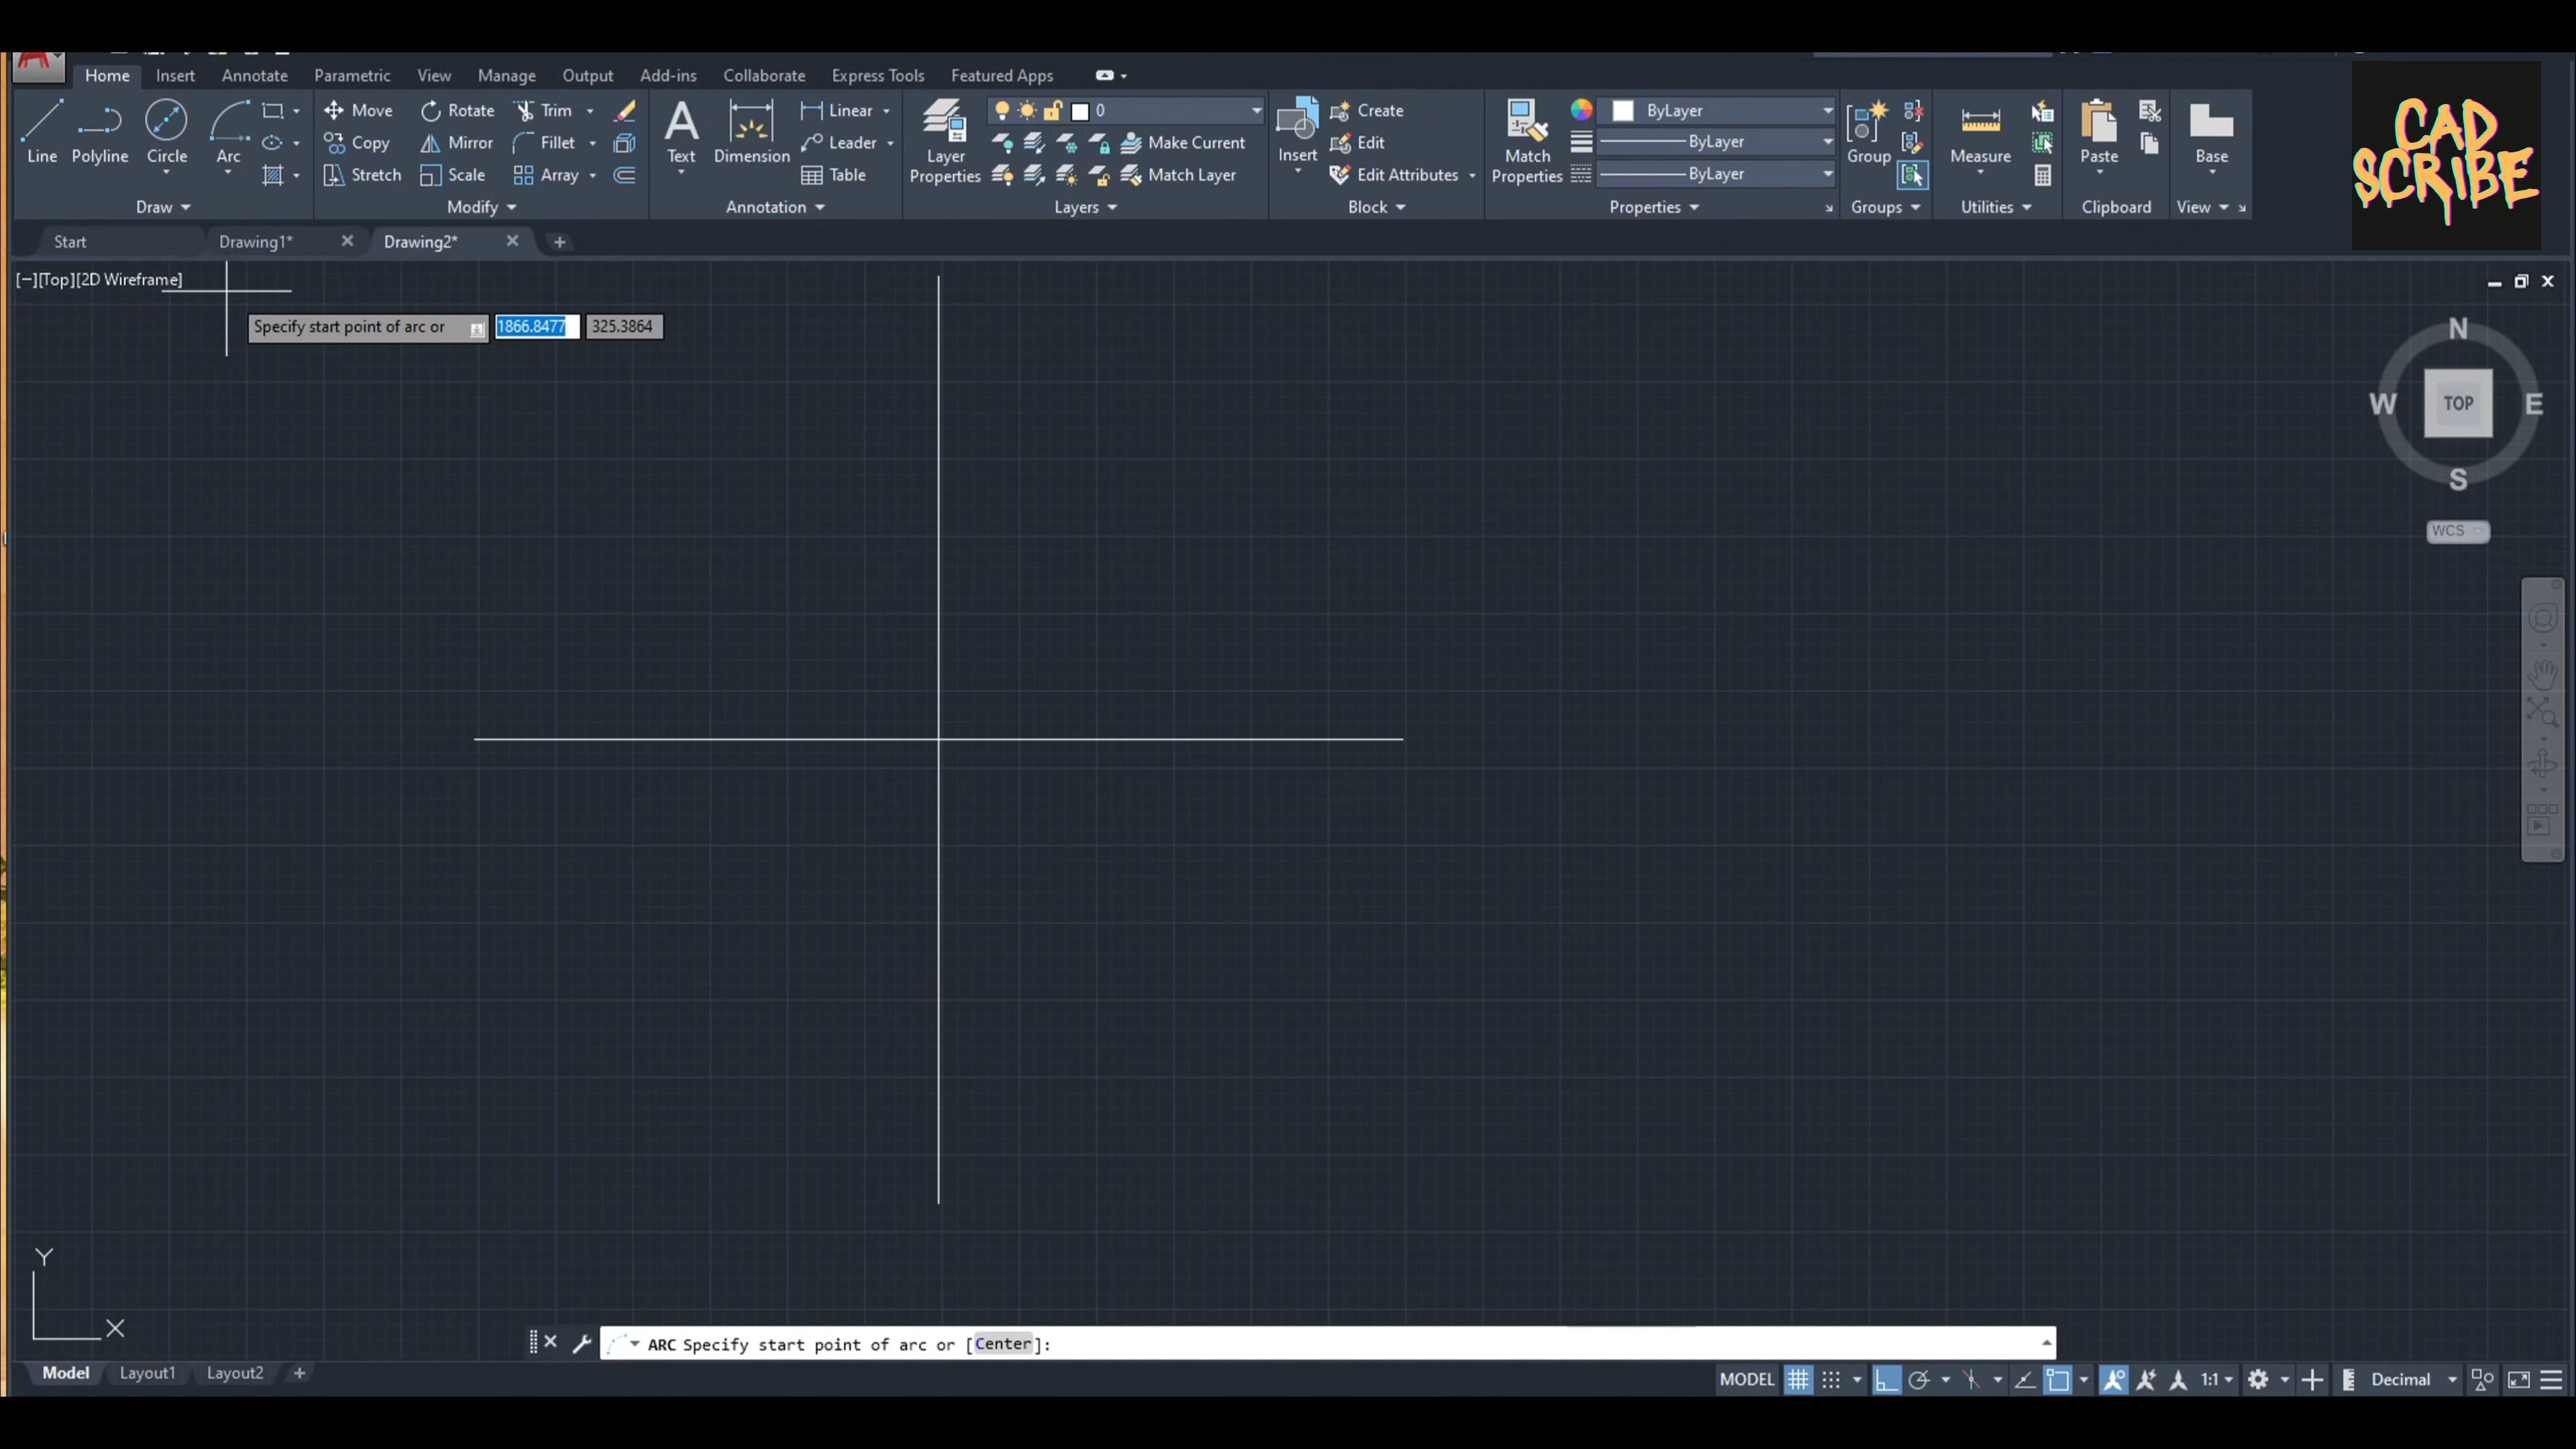 Home Insert Annotate Parametric View Manage Output Add-ins Collaborate Express Tools Featured Apps
Line Polyline Circle Arc
Move Rotate Trim
Copy Mirror Fillet
Stretch Scale Array
Text Dimension
Linear
Leader
Table
Layer Properties
0
Make Current
Match Layer
Insert
Create
Edit
Edit Attributes
Match Properties
ByLayer
ByLayer
ByLayer
Group
Measure
Paste
Base
Draw Modify Annotation Layers Block Properties Groups Utilities Clipboard View
CAD
SCRIBE
Start Drawing1* Drawing2*
[−][Top][2D Wireframe]
Specify start point of arc or 1866.8477 325.3864
N
W TOP E
S
WCS
Y
X
ARC Specify start point of arc or [Center]:
Model Layout1 Layout2
MODEL 1:1 Decimal